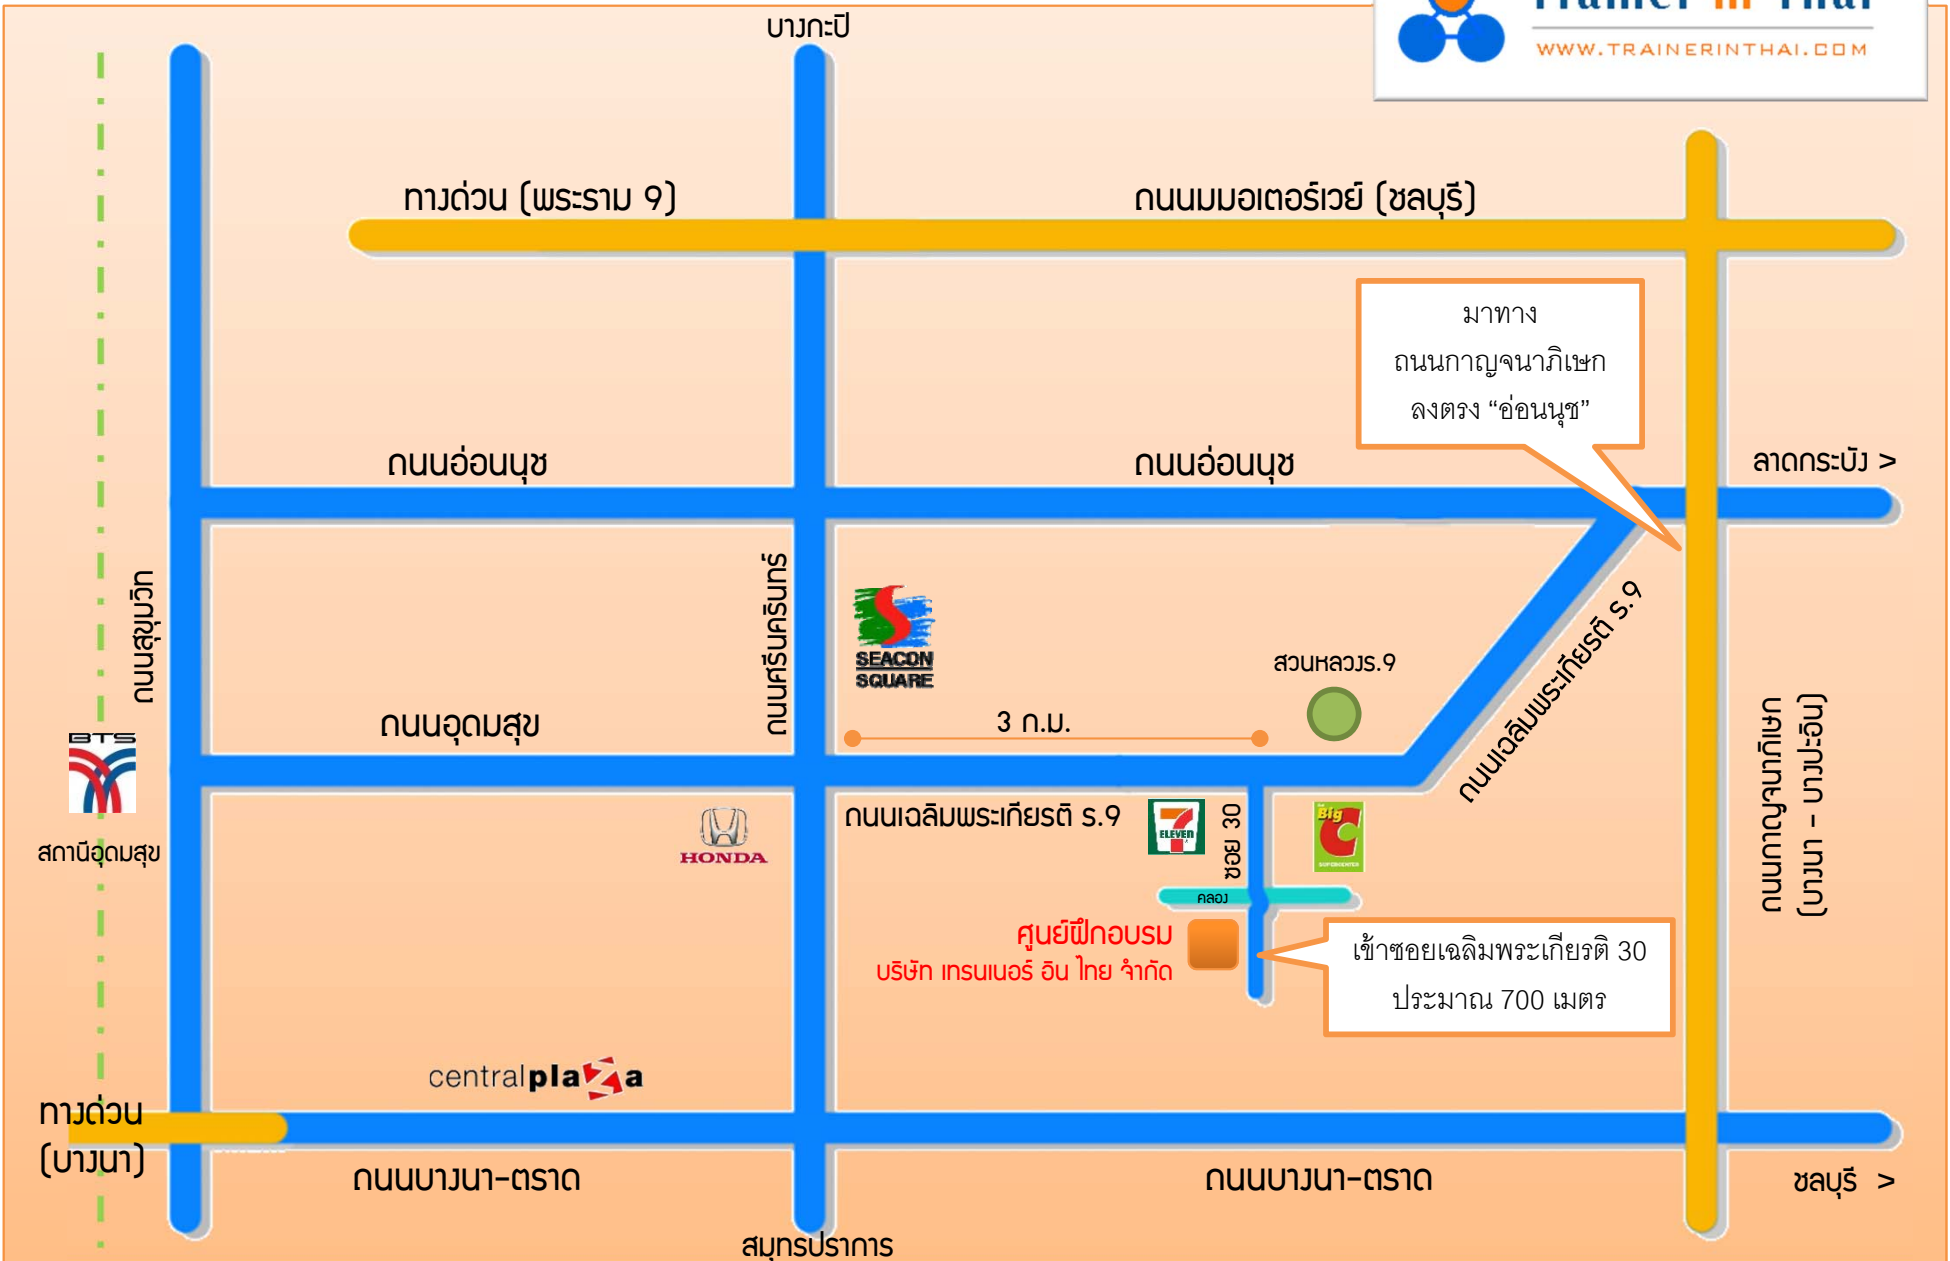 บางกะปิ
Trainer in Thai
WWW.TRAINERINTHAI.COM
ทางด่วน (พระราม 9)
ถนนมมอเตอร์เวย์ (ชลบุรี)
มาทาง
ถนนกาญจนาภิเษก
ลงตรง “อ่อนนุช”
ถนนอ่อนนุช
ถนนอ่อนนุช
ลาดกระบัง >
ถนนสุขุมวิท
ถนนศรีนครินทร์
SEACON
SQUARE
สวนหลวงร.9
ถนนเฉลิมพระเกียรติ ร.9
ถนนกาญจนาภิเษก
(บางนา - บางปะอิน)
ถนนอุดมสุข
3 ก.ม.
BTS
สถานีอุดมสุข
HONDA
ถนนเฉลิมพระเกียรติ ร.9
7
ELEVEN
ซอย 30
Big
C
SUPERCENTER
คลอง
ศูนย์ฝึกอบรม
บริษัท เทรนเนอร์ อิน ไทย จำกัด
เข้าซอยเฉลิมพระเกียรติ 30
ประมาณ 700 เมตร
centralplaza
ทางด่วน
(บางนา)
ถนนบางนา-ตราด
ถนนบางนา-ตราด
ชลบุรี >
สมุทรปราการ